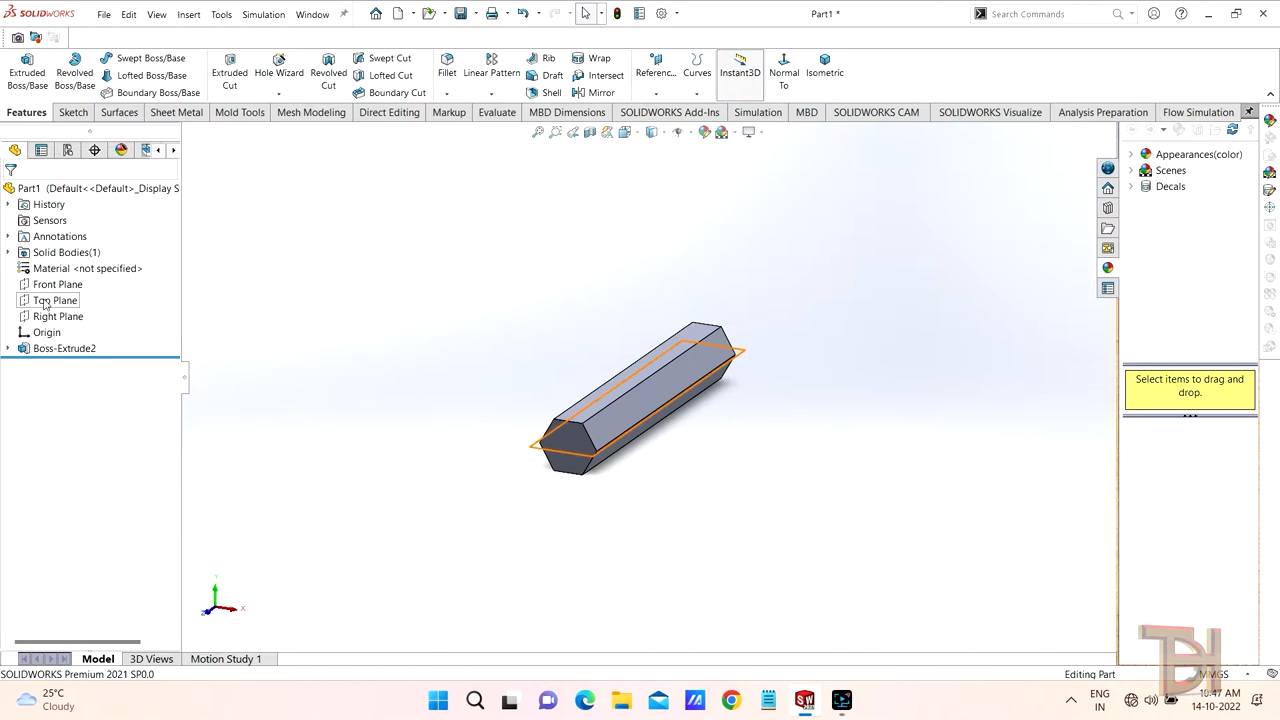 SOLIDWORKS File Edit View Insert Tools Simulation Window Part1 * Search Commands
Extruded Boss/Base Revolved Boss/Base Swept Boss/Base Lofted Boss/Base Boundary Boss/Base Extruded Cut Hole Wizard Revolved Cut Swept Cut Lofted Cut Boundary Cut Fillet Linear Pattern Rib Draft Shell Wrap Intersect Mirror Referenc... Curves Instant3D Normal To Isometric
Features Sketch Surfaces Sheet Metal Mold Tools Mesh Modeling Direct Editing Markup Evaluate MBD Dimensions SOLIDWORKS Add-Ins Simulation MBD SOLIDWORKS CAM SOLIDWORKS Visualize Analysis Preparation Flow Simulation
Part1 (Default<<Default>_Display S
History
Sensors
Annotations
Solid Bodies(1)
Material <not specified>
Front Plane
Top Plane
Right Plane
Origin
Boss-Extrude2
Appearances(color)
Scenes
Decals
Select items to drag and drop.
Y
X
Z
Model 3D Views Motion Study 1
SOLIDWORKS Premium 2021 SP0.0 Editing Part MMGS
25°C
Cloudy
ENG
IN
10:47 AM
14-10-2022